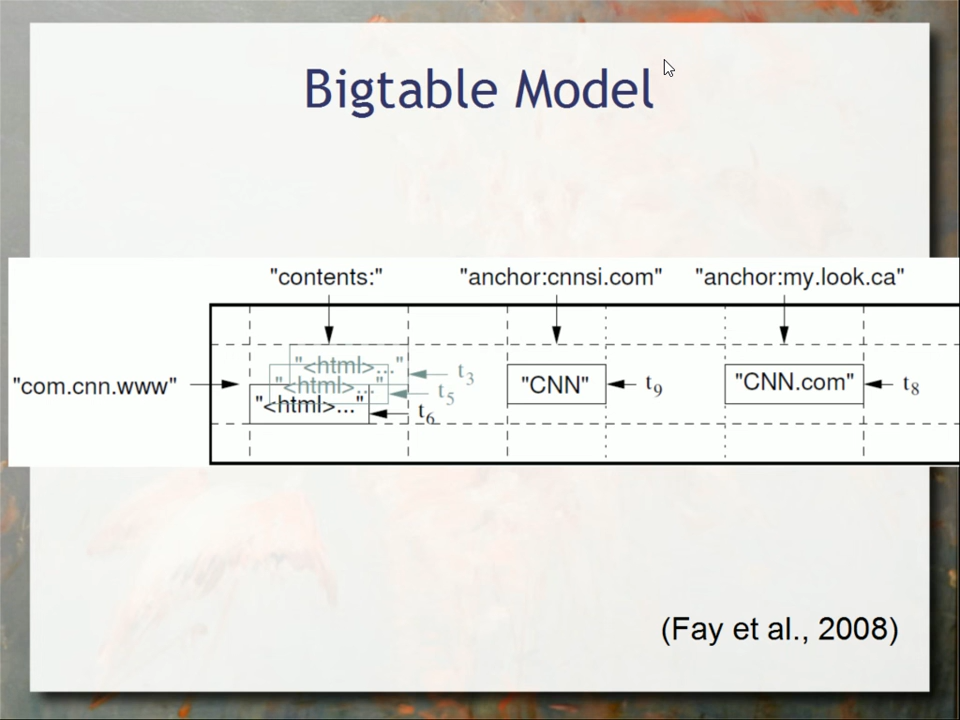 Bigtable Model
"contents:" "anchor:cnnsi.com" "anchor:my.look.ca"
"<html>..." t3
"com.cnn.www" "<html>..." t5 "CNN" t9 "CNN.com" t8
"<html>..." t6
(Fay et al., 2008)